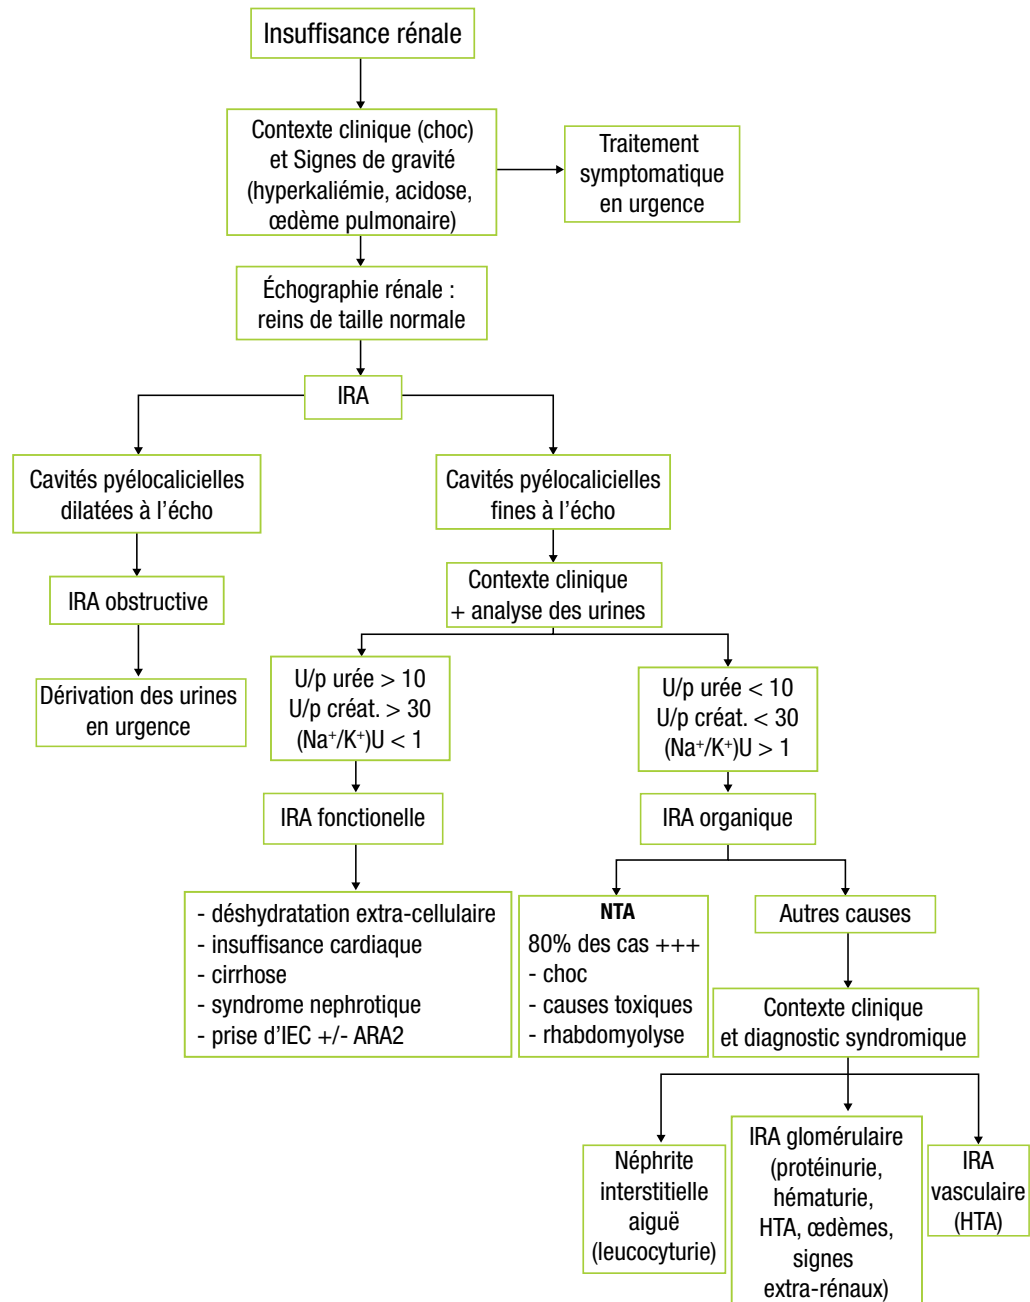 Insuffisance rénale
Contexte clinique (choc)
et Signes de gravité
(hyperkaliémie, acidose,
œdème pulmonaire)
Traitement
symptomatique
en urgence
Échographie rénale :
reins de taille normale
IRA
Cavités pyélocalicielles
dilatées à l'écho
Cavités pyélocalicielles
fines à l'écho
IRA obstructive
Contexte clinique
+ analyse des urines
Dérivation des urines
en urgence
U/p urée > 10
U/p créat. > 30
(Na⁺/K⁺)U < 1
U/p urée < 10
U/p créat. < 30
(Na⁺/K⁺)U > 1
IRA fonctionelle
IRA organique
- déshydratation extra-cellulaire
- insuffisance cardiaque
- cirrhose
- syndrome nephrotique
- prise d'IEC +/- ARA2
NTA
80% des cas +++
- choc
- causes toxiques
- rhabdomyolyse
Autres causes
Contexte clinique
et diagnostic syndromique
Néphrite
interstitielle
aiguë
(leucocyturie)
IRA glomérulaire
(protéinurie,
hématurie,
HTA, œdèmes,
signes
extra-rénaux)
IRA
vasculaire
(HTA)